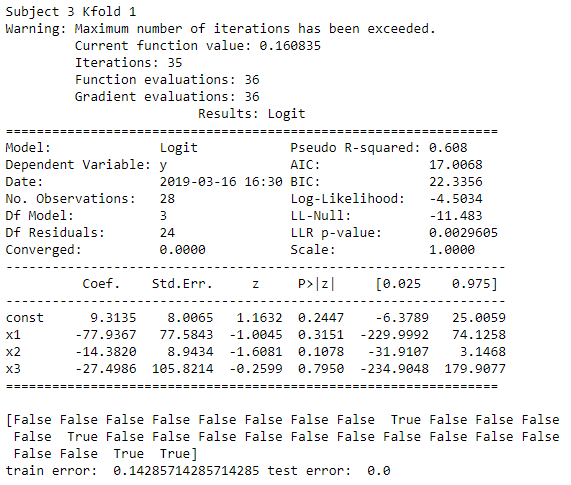 Subject 3 Kfold 1
Warning: Maximum number of iterations has been exceeded.
         Current function value: 0.160835
         Iterations: 35
         Function evaluations: 36
         Gradient evaluations: 36
                         Results: Logit
================================================================
Model:              Logit            Pseudo R-squared: 0.608
Dependent Variable: y                AIC:              17.0068
Date:               2019-03-16 16:30 BIC:              22.3356
No. Observations:   28               Log-Likelihood:   -4.5034
Df Model:           3                LL-Null:          -11.483
Df Residuals:       24               LLR p-value:      0.0029605
Converged:          0.0000           Scale:            1.0000
-----------------------------------------------------------------
          Coef.    Std.Err.     z     P>|z|     [0.025    0.975]
-----------------------------------------------------------------
const      9.3135    8.0065  1.1632  0.2447    -6.3789   25.0059
x1       -77.9367   77.5843 -1.0045  0.3151  -229.9992   74.1258
x2       -14.3820    8.9434 -1.6081  0.1078   -31.9107    3.1468
x3       -27.4986  105.8214 -0.2599  0.7950  -234.9048  179.9077
================================================================
[False False False False False False False False  True False False False
 False  True False False False False False False False False False False
 False False  True  True]
train error:  0.14285714285714285 test error:  0.0